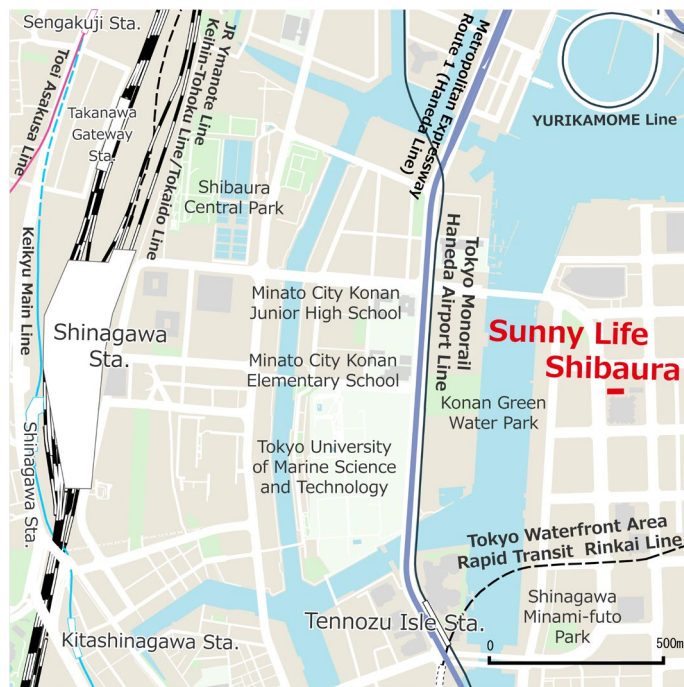 Sengakuji Sta.
Toei Asakusa Line
Takanawa
Gateway
Sta.
JR Ymanote Line
Keihin-Tohoku Line/Tokaido Line
Metropolitan Expressway
Route 1 (Haneda Line)
YURIKAMOME Line
Shibaura
Central Park
Keikyu Main Line
Shinagawa
Sta.
Minato City Konan
Junior High School
Tokyo Monorail
Haneda Airport Line
Sunny Life
Shibaura
Minato City Konan
Elementary School
Konan Green
Water Park
Shinagawa Sta.
Tokyo University
of Marine Science
and Technology
Tokyo Waterfront Area
Rapid Transit Rinkai Line
Shinagawa
Minami-futo
Park
Tennozu Isle Sta.
Kitashinagawa Sta.
0
500m